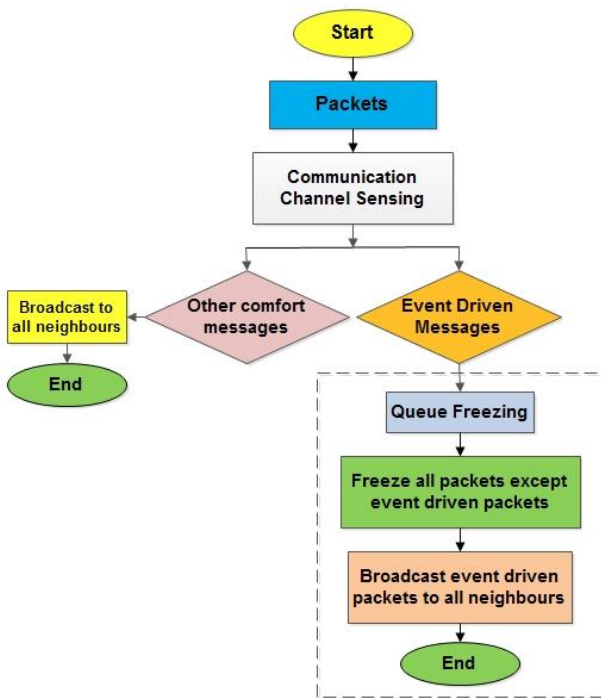 Start
Packets
Communication
Channel Sensing
Other comfort
messages
Event Driven
Messages
Broadcast to
all neighbours
End
Queue Freezing
Freeze all packets except
event driven packets
Broadcast event driven
packets to all neighbours
End